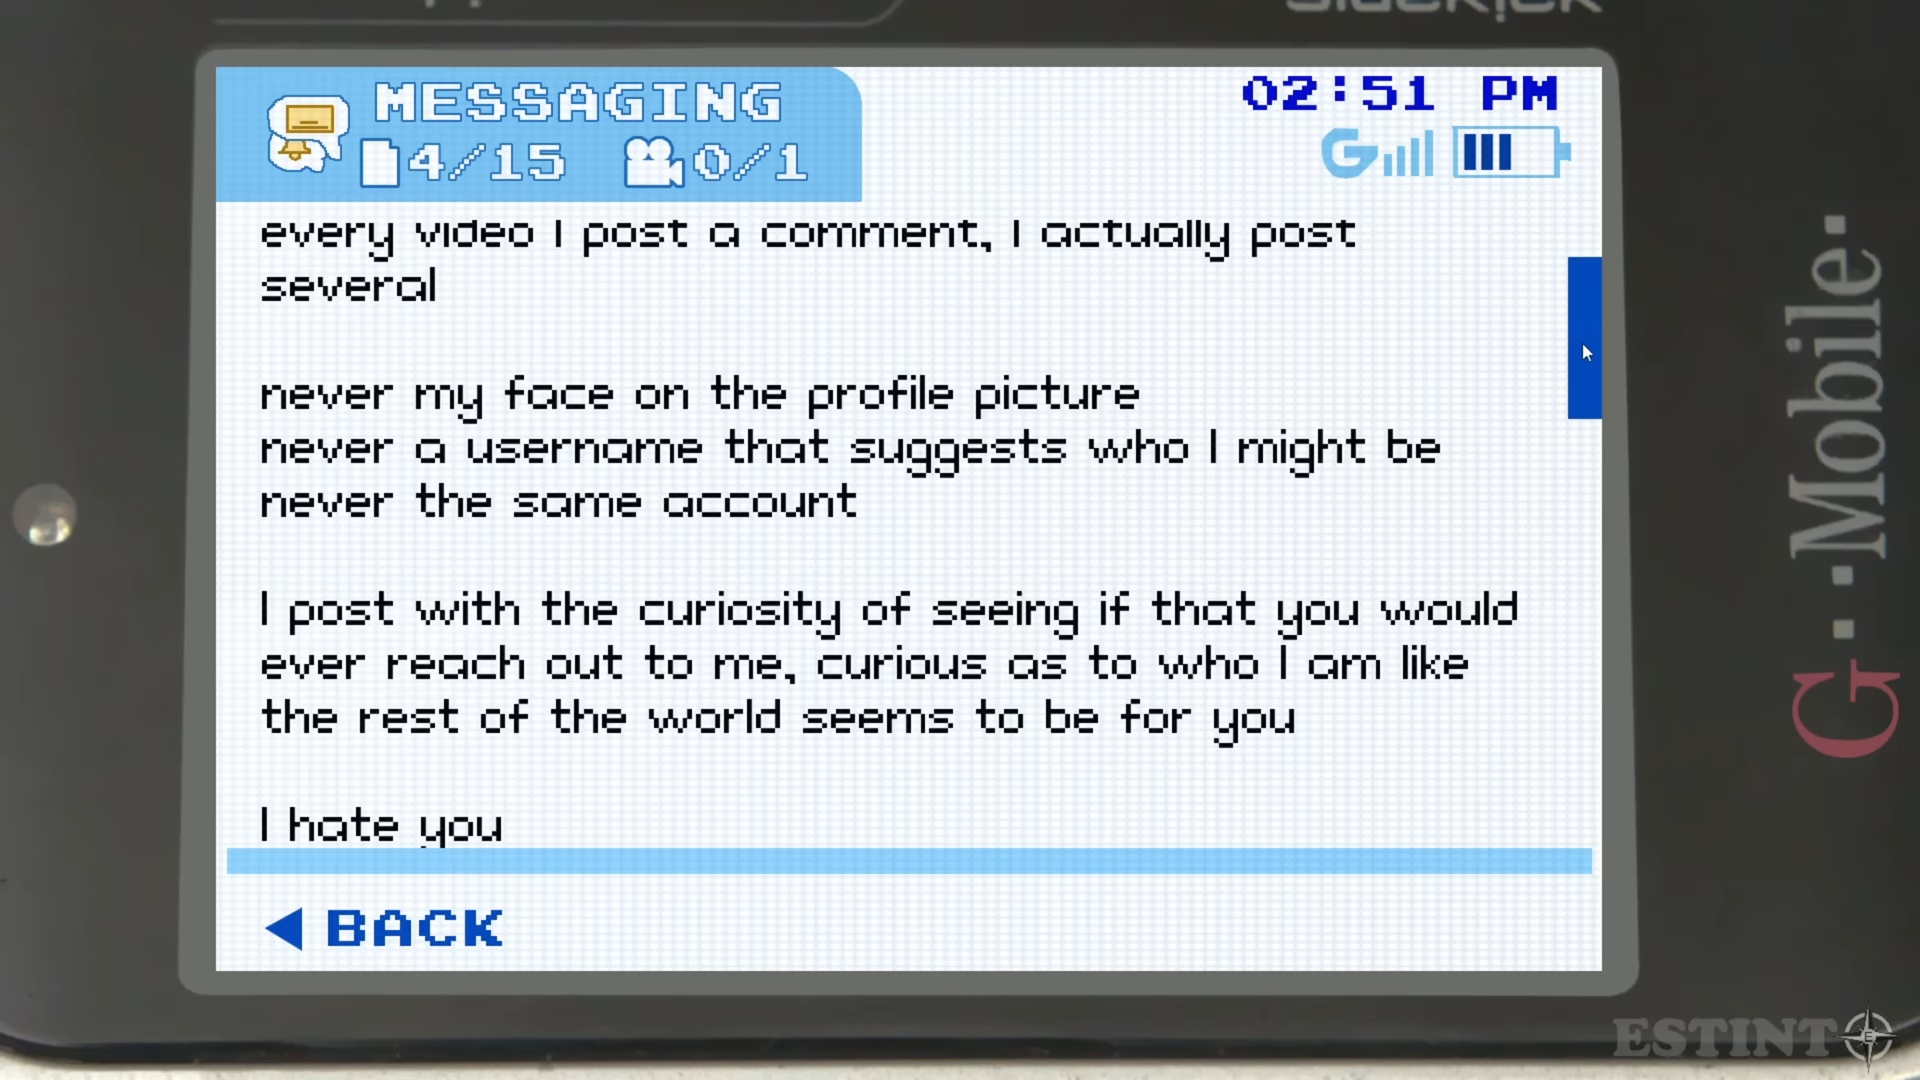 sidekick
MESSAGING
4/15 0/1
02:51 PM
G
every video I post a comment, I actually post
several
never my face on the profile picture
never a username that suggests who I might be
never the same account
I post with the curiosity of seeing if that you would
ever reach out to me, curious as to who I am like
the rest of the world seems to be for you
I hate you
BACK
G··Mobile·
ESTINT
E